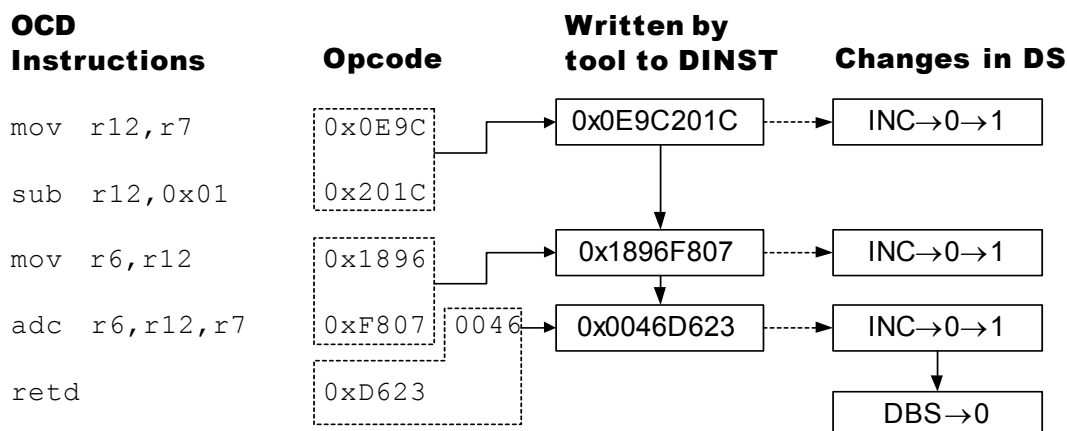 OCD Instructions Opcode Written by tool to DINST Changes in DS
mov r12,r7 0x0E9C 0x0E9C201C INC→0→1
sub r12,0x01 0x201C
mov r6,r12 0x1896 0x1896F807 INC→0→1
adc r6,r12,r7 0xF807 0046 0x0046D623 INC→0→1
retd 0xD623 DBS→0